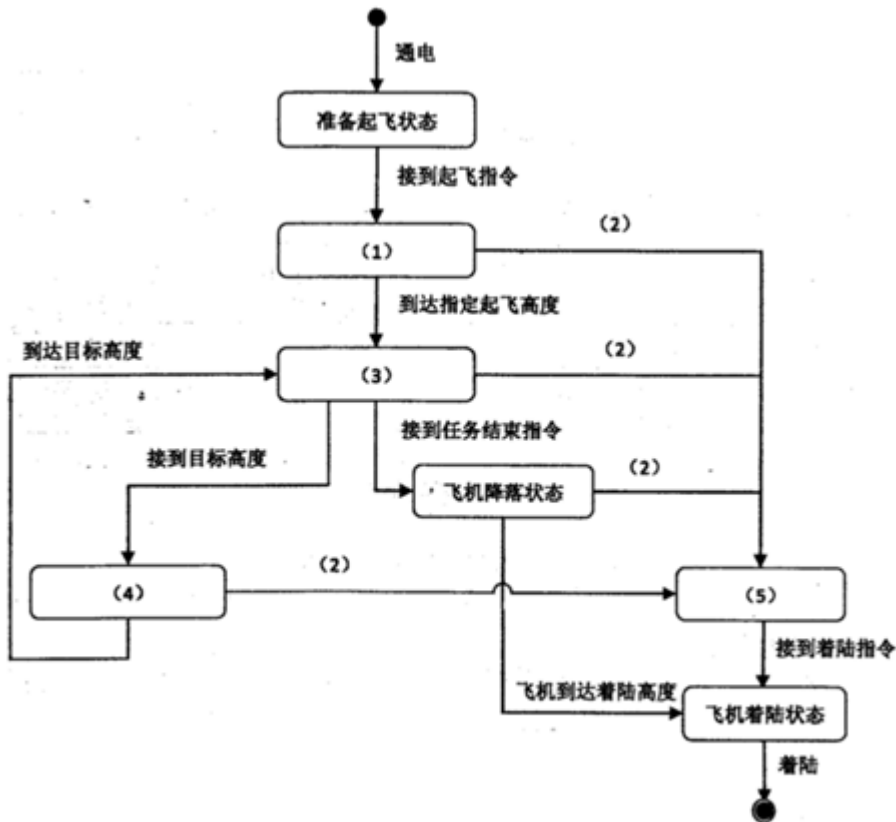 通电
准备起飞状态
接到起飞指令
(2)
(1)
到达指定起飞高度
到达目标高度
(2)
(3)
接到任务结束指令
接到目标高度
(2)
飞机降落状态
(2)
(4)
(5)
接到着陆指令
飞机到达着陆高度
飞机着陆状态
着陆